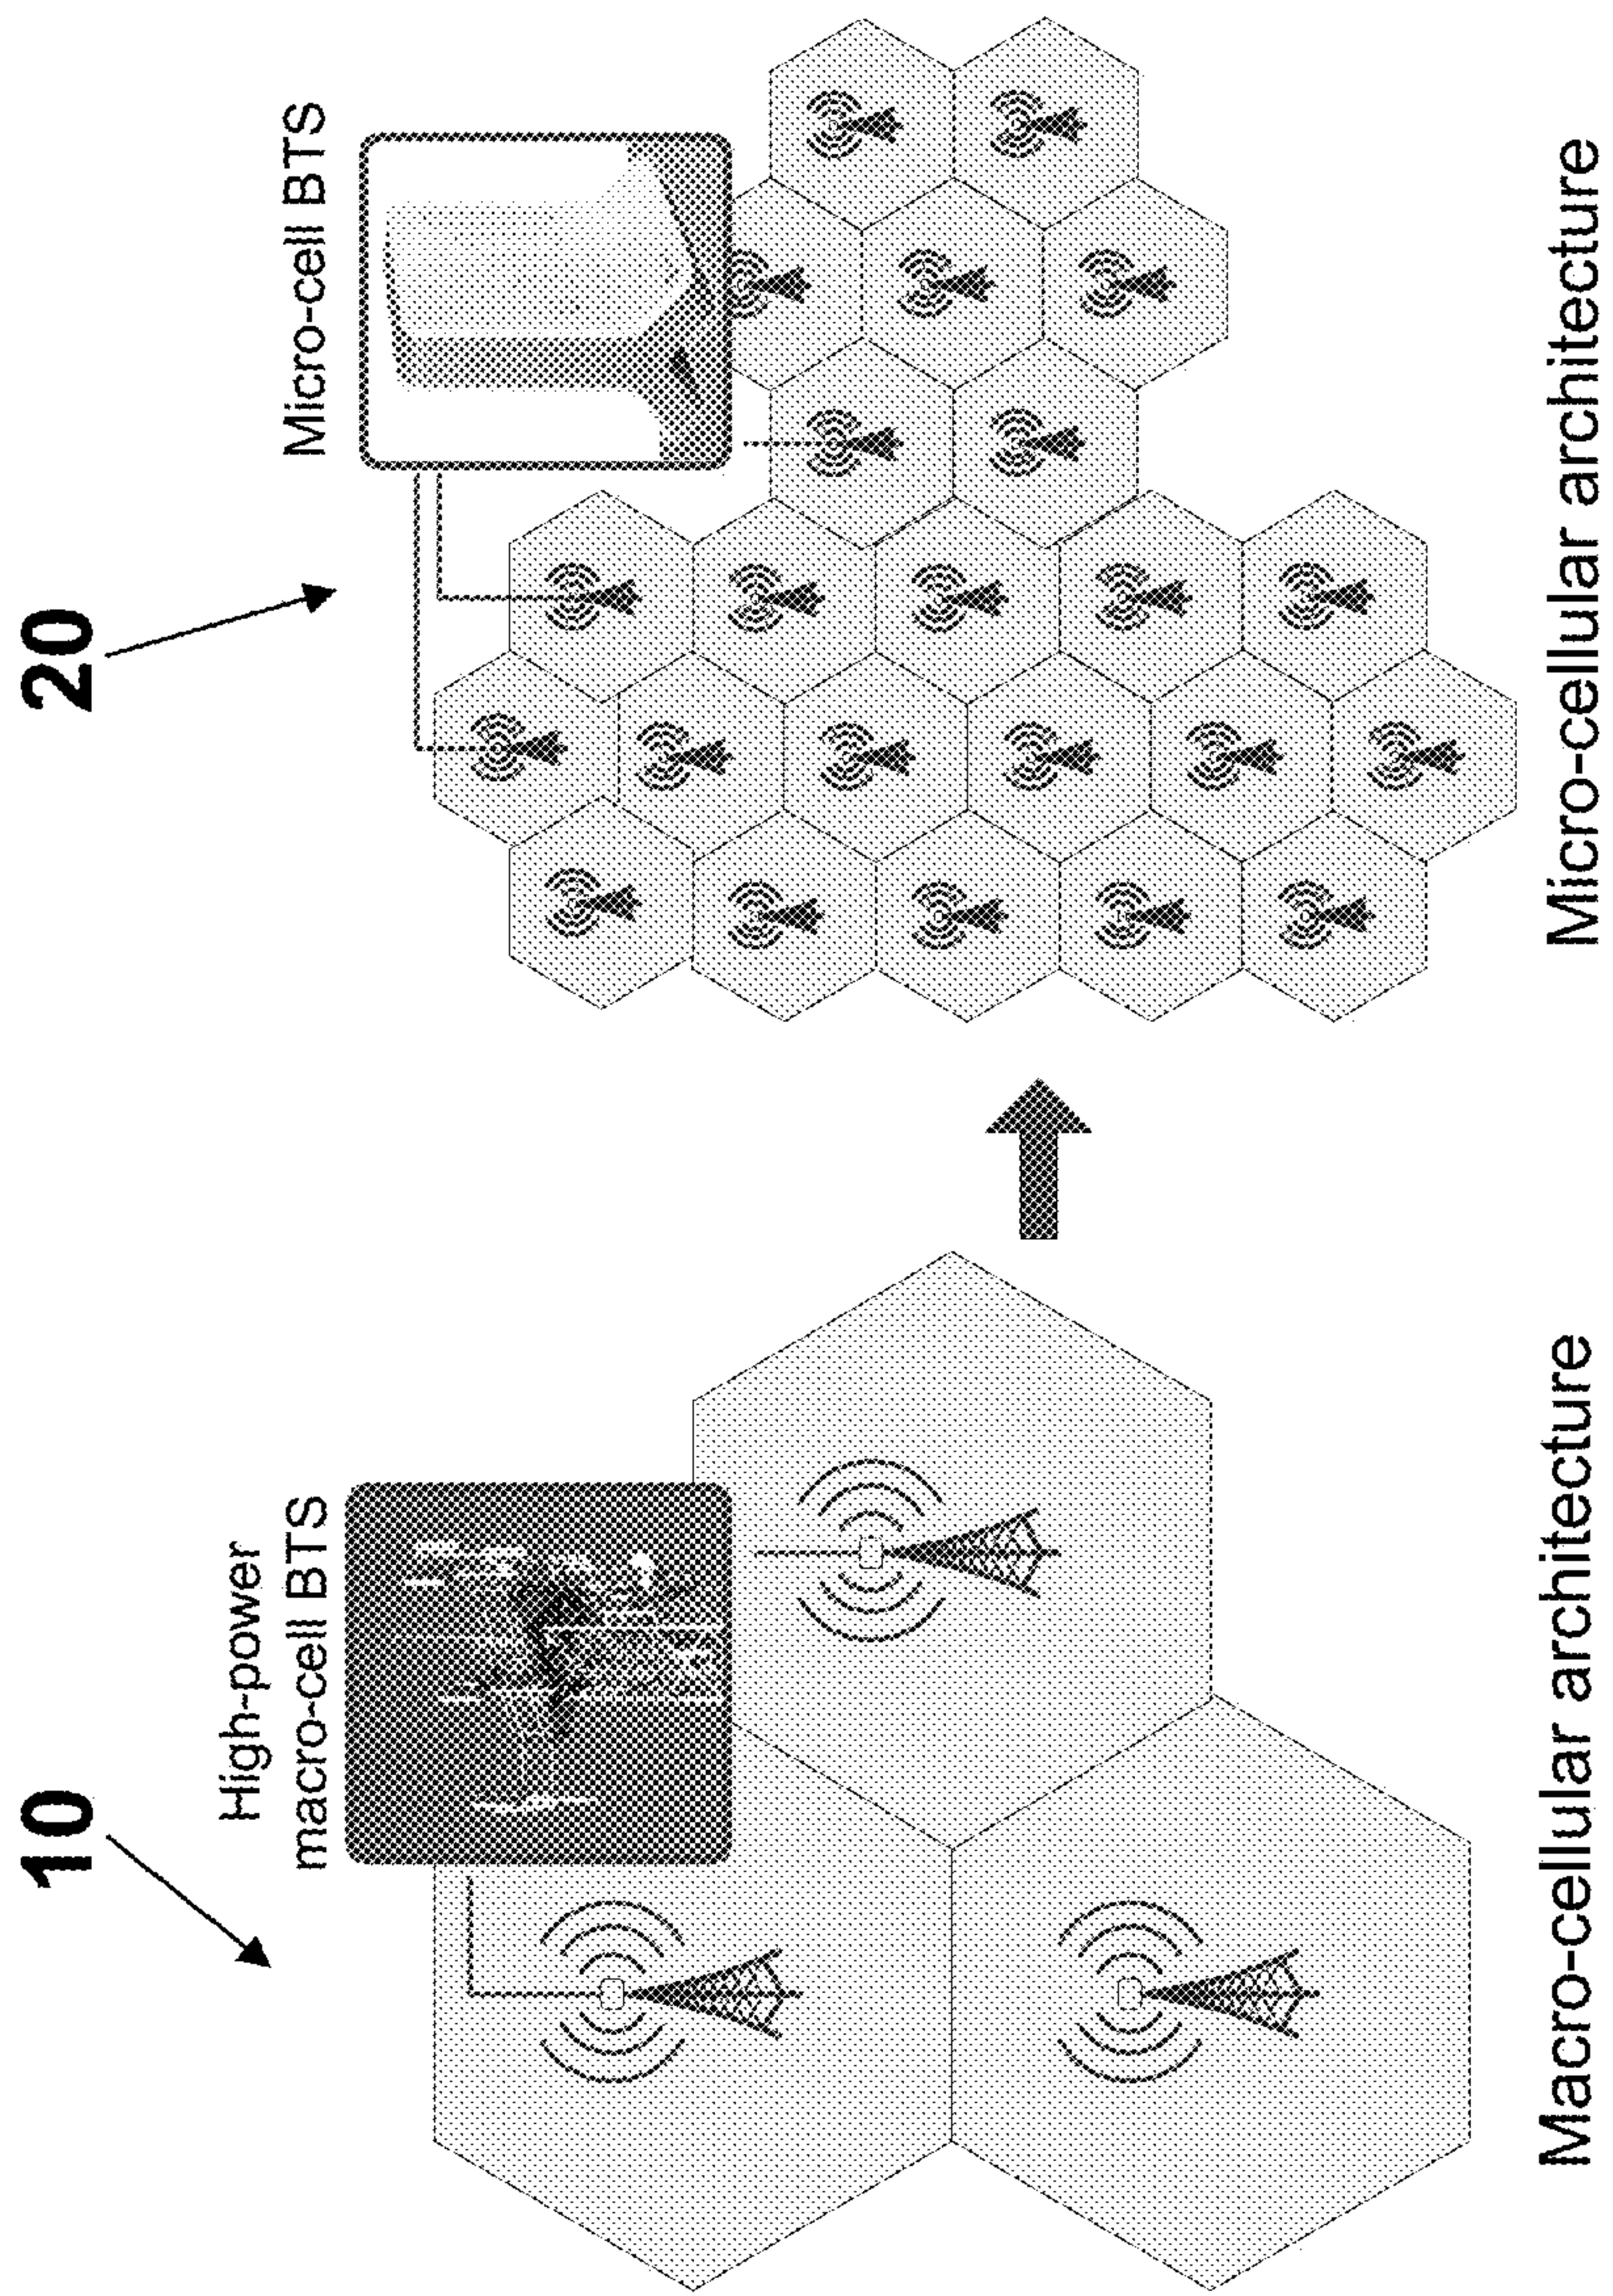 10
High-power
macro-cell BTS
Macro-cellular architecture
20
Micro-cell BTS
Micro-cellular architecture